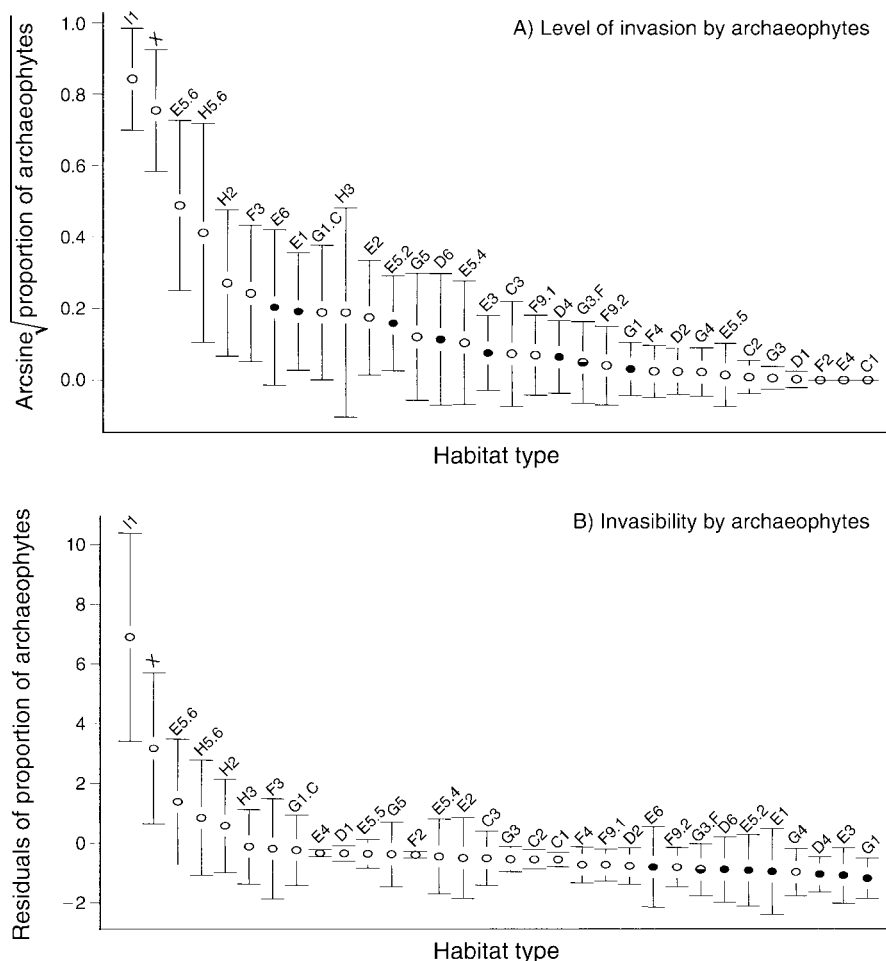 A) Level of invasion by archaeophytes
Arcsine√proportion of archaeophytes
1.0
0.8
0.6
0.4
0.2
0.0
I1 X E5.6 H5.6 H2 F3 E6 E1 G1.C H3 E2 E5.2 G5 D6 E5.4 E3 C3 F9.1 D4 G3.F F9.2 G1 F4 D2 G4 E5.5 C2 G3 D1 F2 E4 C1
Habitat type
B) Invasibility by archaeophytes
Residuals of proportion of archaeophytes
10
8
6
4
2
0
−2
I1 X E5.6 H5.6 H2 H3 F3 G1.C E4 D1 E5.5 G5 F2 E5.4 E2 C3 G3 C2 C1 F4 F9.1 D2 E6 F9.2 G3.F D6 E5.2 E1 G4 D4 E3 G1
Habitat type